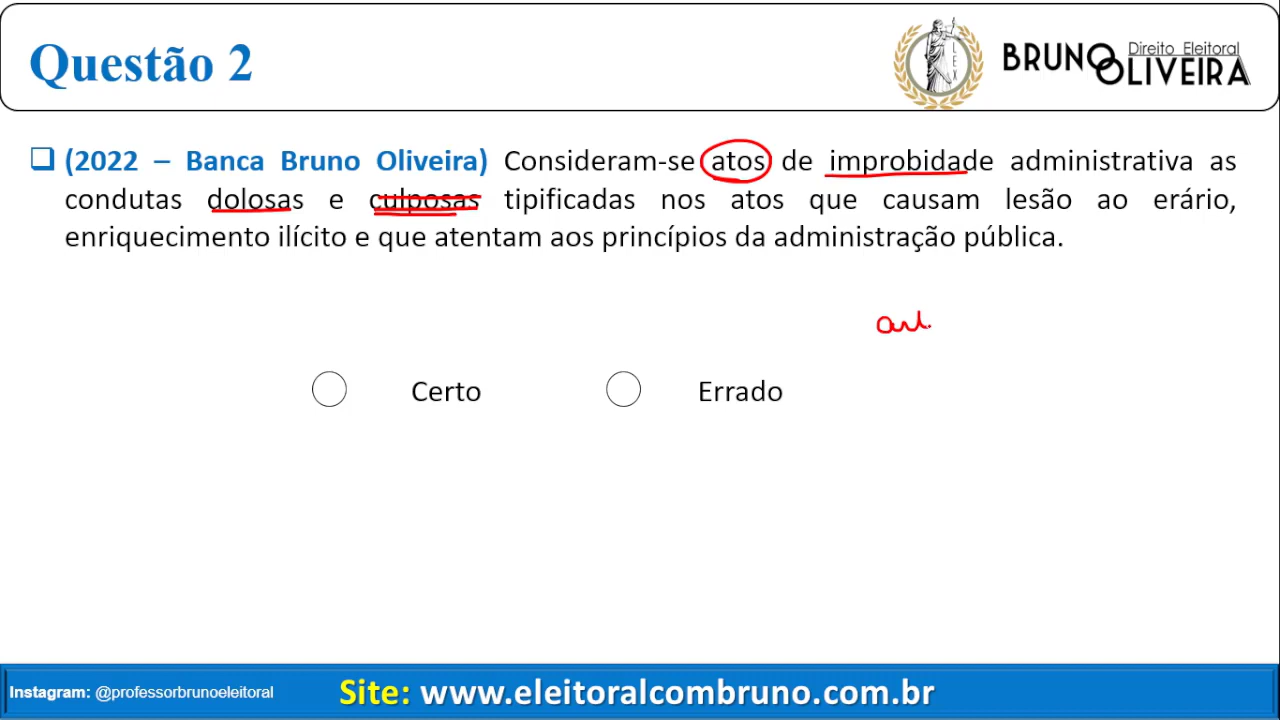 Questão 2
LEX
BRUNO OLIVEIRA
Direito Eleitoral
(2022 – Banca Bruno Oliveira) Consideram-se atos de improbidade administrativa as
condutas dolosas e culposas tipificadas nos atos que causam lesão ao erário,
enriquecimento ilícito e que atentam aos princípios da administração pública.
art.
Certo Errado
Instagram: @professorbrunoeleitoral
Site: www.eleitoralcombruno.com.br